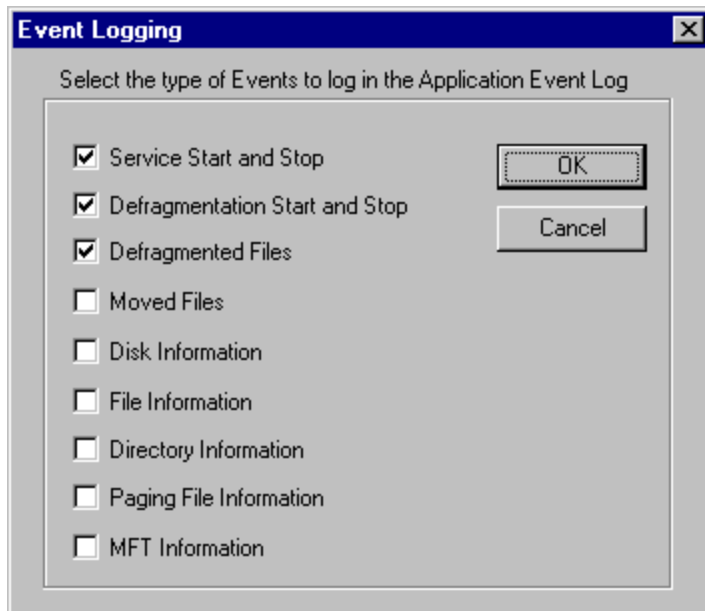 Event Logging
Select the type of Events to log in the Application Event Log
Service Start and Stop
OK
Defragmentation Start and Stop
Cancel
Defragmented Files
Moved Files
Disk Information
File Information
Directory Information
Paging File Information
MFT Information